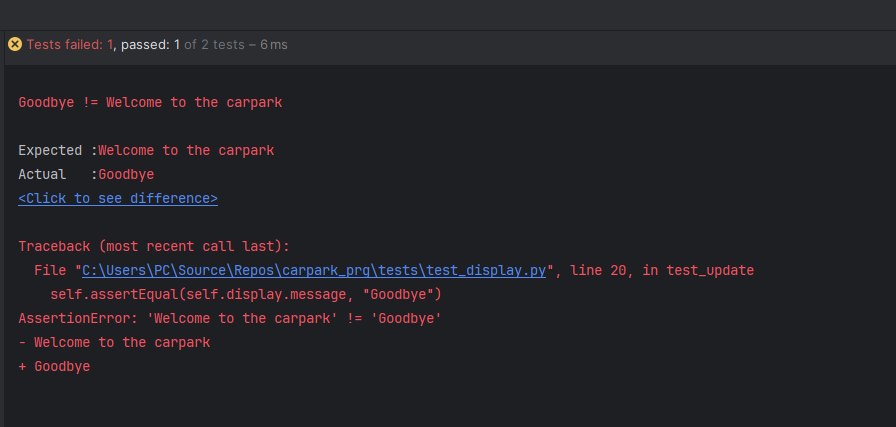 Tests failed: 1, passed: 1 of 2 tests – 6 ms
Goodbye != Welcome to the carpark
Expected :Welcome to the carpark
Actual   :Goodbye
<Click to see difference>
Traceback (most recent call last):
  File "C:\Users\PC\Source\Repos\carpark_prg\tests\test_display.py", line 20, in test_update
    self.assertEqual(self.display.message, "Goodbye")
AssertionError: 'Welcome to the carpark' != 'Goodbye'
- Welcome to the carpark
+ Goodbye